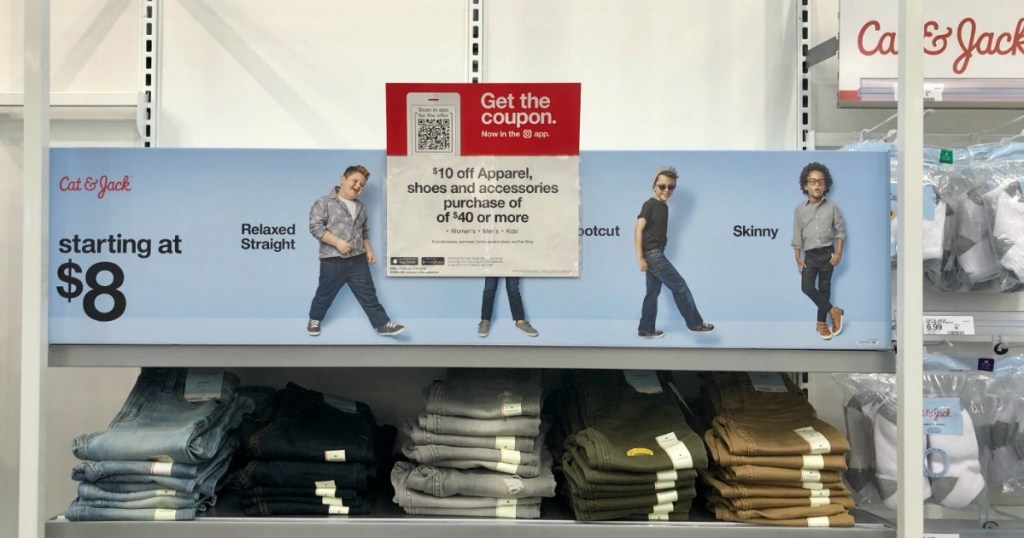 Cat & Jack
starting at
$8
Relaxed
Straight
Scan in app
for the offer
Get the
coupon.
Now in the app.
$10 off Apparel,
shoes and accessories
purchase of
of $40 or more
• Women's • Men's • Kids'
ootcut
Skinny
Cat & Jack
6.99
Cat & Jack